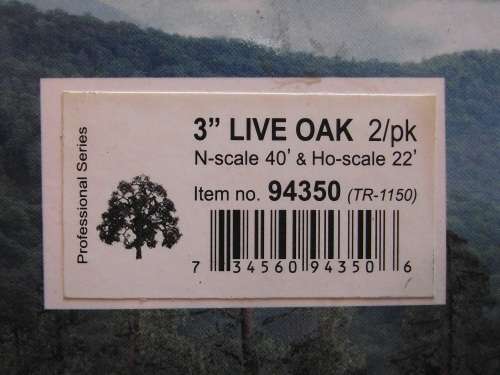 Professional Series
3” LIVE OAK 2/pk
N-scale 40' & Ho-scale 22'
Item no. 94350 (TR-1150)
7 34560 94350 6